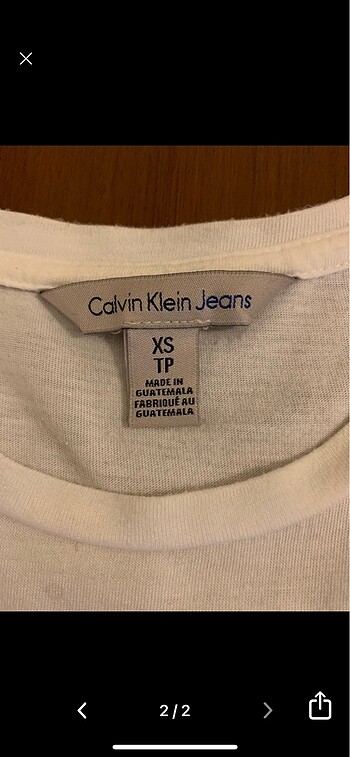 Calvin Klein Jeans
XS
TP
MADE IN
GUATEMALA
FABRIQUÉ AU
GUATEMALA
2/2